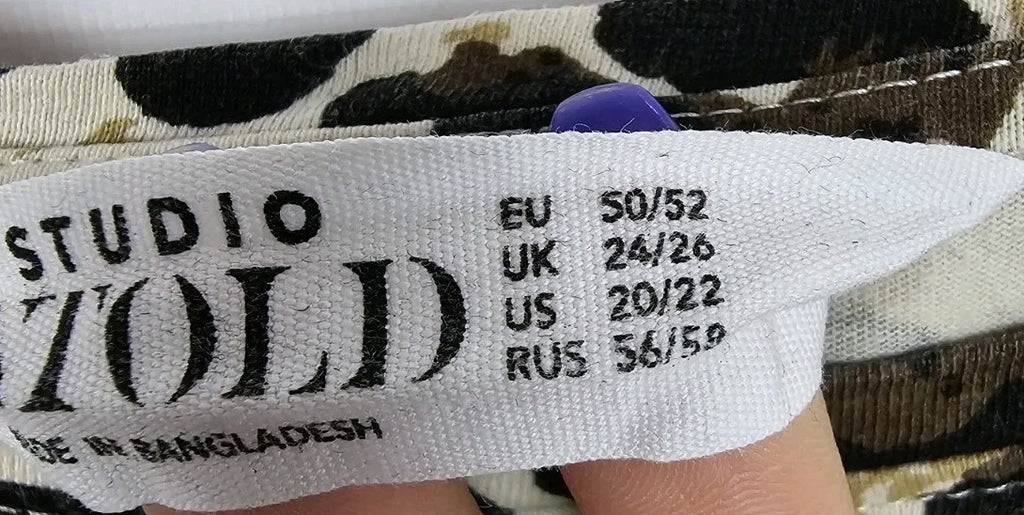 STUDIO
EU 50/52
UK 24/26
US 20/22
RUS 56/58
IN BANGLADESH